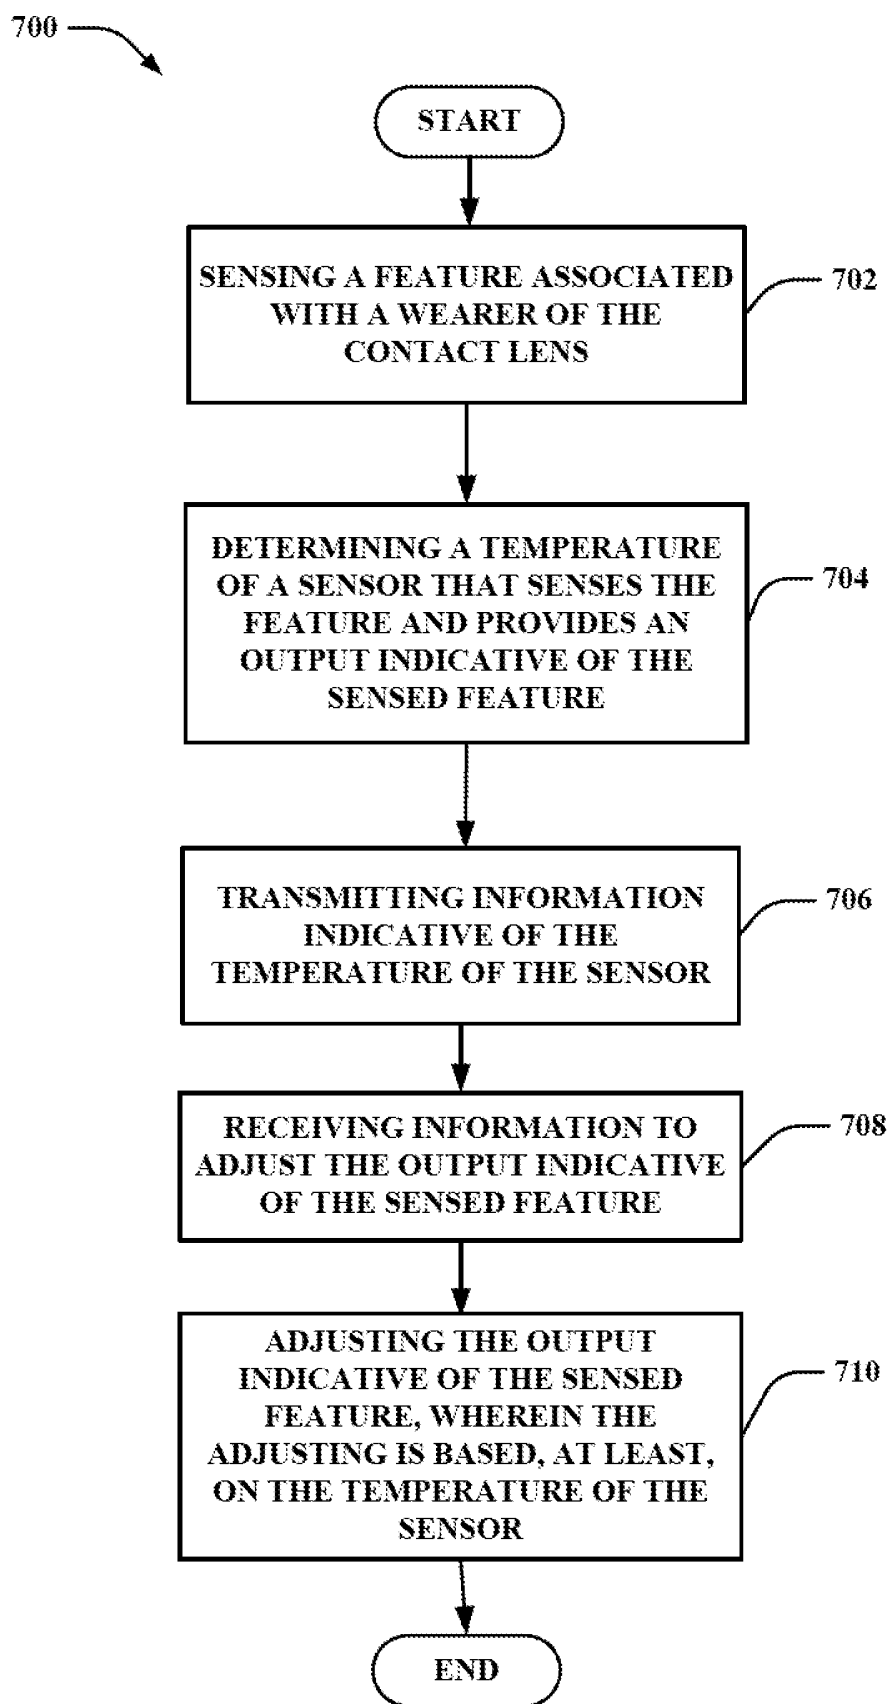 700
START
SENSING A FEATURE ASSOCIATED
WITH A WEARER OF THE
CONTACT LENS
702
DETERMINING A TEMPERATURE
OF A SENSOR THAT SENSES THE
FEATURE AND PROVIDES AN
OUTPUT INDICATIVE OF THE
SENSED FEATURE
704
TRANSMITTING INFORMATION
INDICATIVE OF THE
TEMPERATURE OF THE SENSOR
706
RECEIVING INFORMATION TO
ADJUST THE OUTPUT INDICATIVE
OF THE SENSED FEATURE
708
ADJUSTING THE OUTPUT
INDICATIVE OF THE SENSED
FEATURE, WHEREIN THE
ADJUSTING IS BASED, AT LEAST,
ON THE TEMPERATURE OF THE
SENSOR
710
END